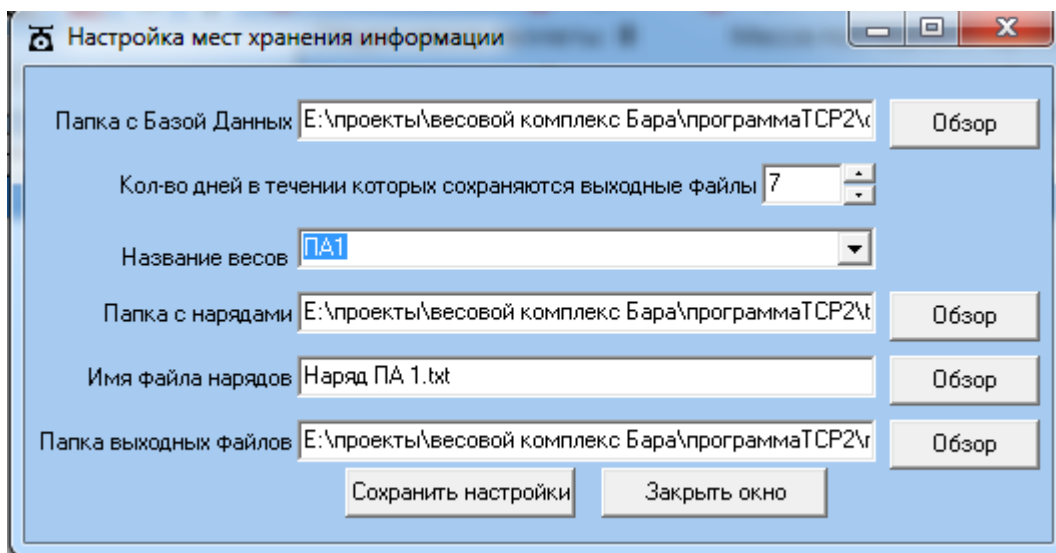 Настройка мест хранения информации
Папка с Базой Данных E:\проекты\весовой комплекс Бара\программаTCP2\ Обзор
Кол-во дней в течении которых сохраняются выходные файлы 7
Название весов ПА1
Папка с нарядами E:\проекты\весовой комплекс Бара\программаTCP2\t Обзор
Имя файла нарядов Наряд ПА 1.txt Обзор
Папка выходных файлов E:\проекты\весовой комплекс Бара\программаTCP2\ Обзор
Сохранить настройки Закрыть окно